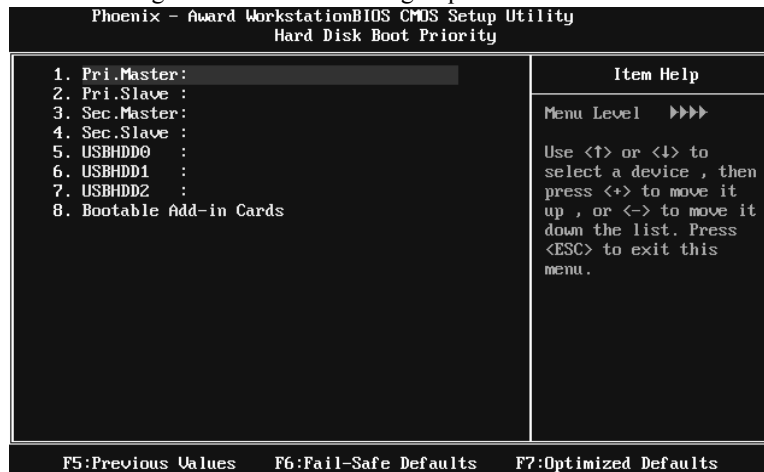 Phoenix - Award WorkstationBIOS CMOS Setup Utility
Hard Disk Boot Priority
1. Pri.Master:
2. Pri.Slave :
3. Sec.Master:
4. Sec.Slave :
5. USBHDD0 :
6. USBHDD1 :
7. USBHDD2 :
8. Bootable Add-in Cards
Item Help
Menu Level ▶▶▶▶
Use <↑> or <↓> to
select a device , then
press <+> to move it
up , or <-> to move it
down the list. Press
<ESC> to exit this
menu.
F5:Previous Values F6:Fail-Safe Defaults F7:Optimized Defaults